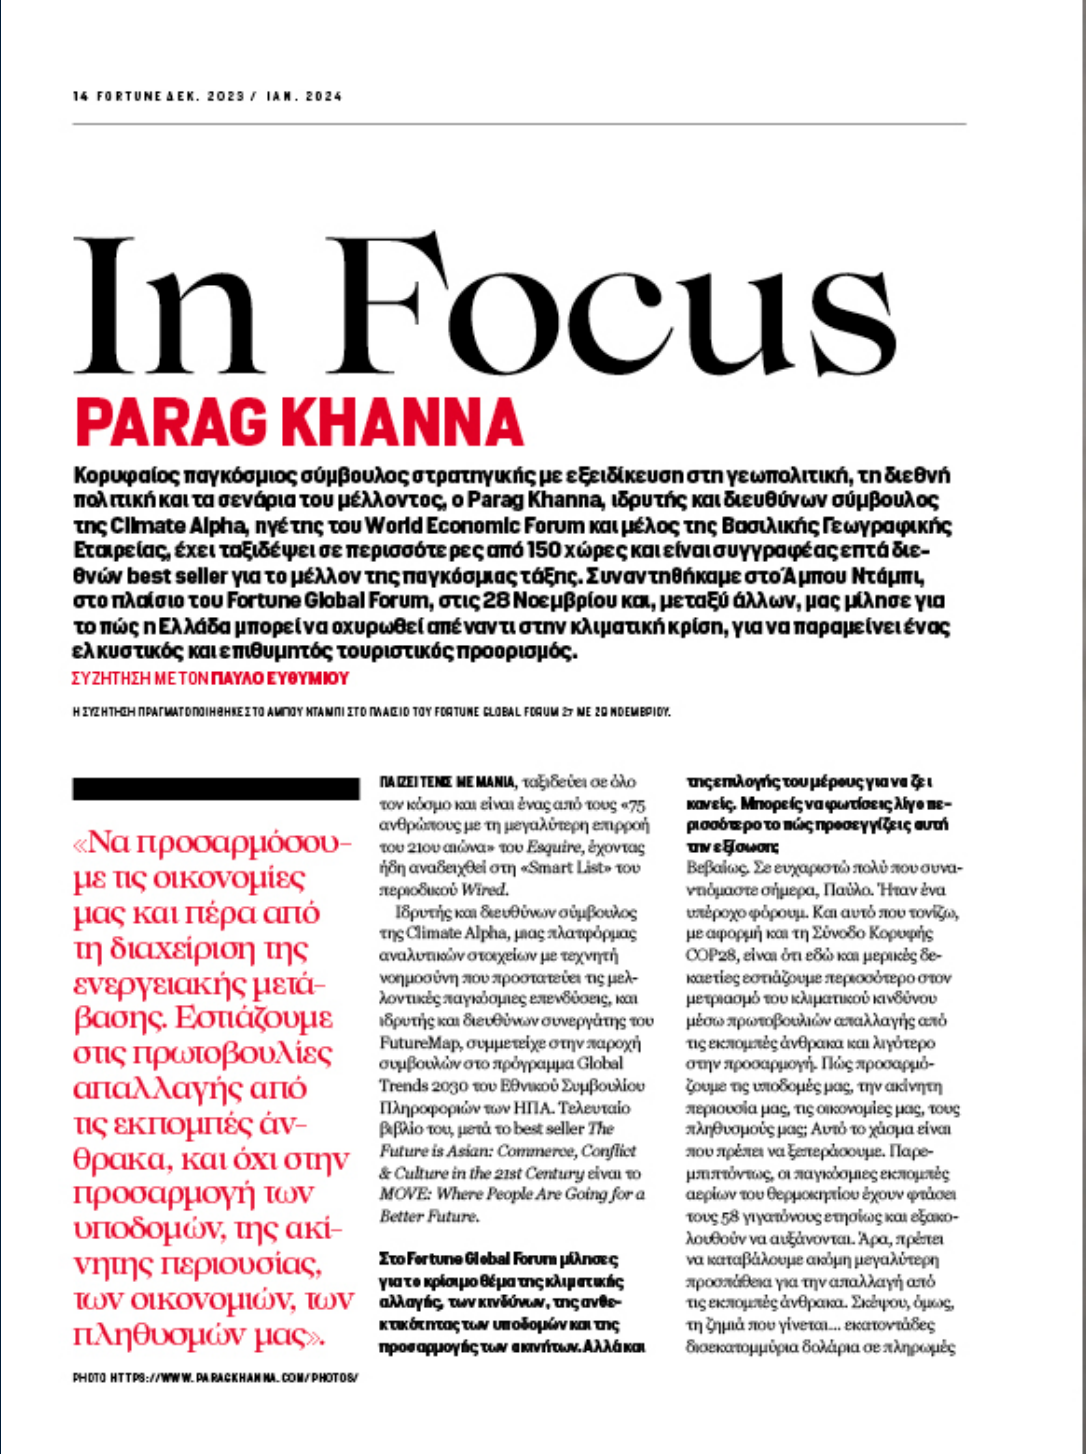 14 FORTUNE ΔΕΚ. 2023 / ΙΑΝ. 2024
In Focus
PARAG KHANNA
Κορυφαίος παγκόσμιος σύμβουλος στρατηγικής με εξειδίκευση στη γεωπολιτική, τη διεθνή
πολιτική και τα σενάρια του μέλλοντος, ο Parag Khanna, ιδρυτής και διευθύνων σύμβουλος
της Climate Alpha, ηγέτης του World Economic Forum και μέλος της Βασιλικής Γεωγραφικής
Εταιρείας, έχει ταξιδέψει σε περισσότερες από 150 χώρες και είναι συγγραφέας επτά διε-
θνών best seller για το μέλλον της παγκόσμιας τάξης. Συναντηθήκαμε στο Άμπου Ντάμπι,
στο πλαίσιο του Fortune Global Forum, στις 28 Νοεμβρίου και, μεταξύ άλλων, μας μίλησε για
το πώς η Ελλάδα μπορεί να οχυρωθεί απέναντι στην κλιματική κρίση, για να παραμείνει ένας
ελκυστικός και επιθυμητός τουριστικός προορισμός.
ΣΥΖΗΤΗΣΗ ΜΕ ΤΟΝ ΠΑΥΛΟ ΕΥΘΥΜΙΟΥ
Η ΣΥΖΗΤΗΣΗ ΠΡΑΓΜΑΤΟΠΟΙΗΘΗΚΕ ΣΤΟ ΑΜΠΟΥ ΝΤΑΜΠΙ ΣΤΟ ΠΛΑΙΣΙΟ ΤΟΥ FORTUNE GLOBAL FORUM 27 ΜΕ 29 ΝΟΕΜΒΡΙΟΥ.
«Να προσαρμόσου-
με τις οικονομίες
μας και πέρα από
τη διαχείριση της
ενεργειακής μετά-
βασης. Εστιάζουμε
στις πρωτοβουλίες
απαλλαγής από
τις εκπομπές άν-
θρακα, και όχι στην
προσαρμογή των
υποδομών, της ακί-
νητης περιουσίας,
των οικονομιών, των
πληθυσμών μας».
PHOTO HTTPS://WWW.PARAGKHANNA.COM/PHOTOS/
ΠΑΙΖΕΙ ΤΕΝΙΣ ΜΕ ΜΑΝΙΑ, ταξιδεύει σε όλο
τον κόσμο και είναι ένας από τους «75
ανθρώπους με τη μεγαλύτερη επιρροή
του 21ου αιώνα» του Esquire, έχοντας
ήδη αναδειχθεί στη «Smart List» του
περιοδικού Wired.
Ιδρυτής και διευθύνων σύμβουλος
της Climate Alpha, μιας πλατφόρμας
αναλυτικών στοιχείων με τεχνητή
νοημοσύνη που προστατεύει τις μελ-
λοντικές παγκόσμιες επενδύσεις, και
ιδρυτής και διευθύνων συνεργάτης του
FutureMap, συμμετείχε στην παροχή
συμβουλών στο πρόγραμμα Global
Trends 2030 του Εθνικού Συμβουλίου
Πληροφοριών των ΗΠΑ. Τελευταίο
βιβλίο του, μετά το best seller The
Future is Asian: Commerce, Conflict
& Culture in the 21st Century είναι το
MOVE: Where People Are Going for a
Better Future.
Στο Fortune Global Forum μίλησες
για το κρίσιμο θέμα της κλιματικής
αλλαγής, των κινδύνων, της ανθε-
κτικότητας των υποδομών και της
προσαρμογής των ακινήτων. Αλλά και
της επιλογής του μέρους για να ζει
κανείς. Μπορείς να φωτίσεις λίγο πε-
ρισσότερο το πώς προσεγγίζεις αυτή
την εξίσωση;
Βεβαίως. Σε ευχαριστώ πολύ που συνα-
ντιόμαστε σήμερα, Παύλο. Ήταν ένα
υπέροχο φόρουμ. Και αυτό που τονίζω,
με αφορμή και τη Σύνοδο Κορυφής
COP28, είναι ότι εδώ και μερικές δε-
καετίες εστιάζουμε περισσότερο στον
μετριασμό του κλιματικού κινδύνου
μέσω πρωτοβουλιών απαλλαγής από
τις εκπομπές άνθρακα και λιγότερο
στην προσαρμογή. Πώς προσαρμό-
ζουμε τις υποδομές μας, την ακίνητη
περιουσία μας, τις οικονομίες μας, τους
πληθυσμούς μας; Αυτό το χάσμα είναι
που πρέπει να ξεπεράσουμε. Παρε-
μπιπτόντως, οι παγκόσμιες εκπομπές
αερίων του θερμοκηπίου έχουν φτάσει
τους 58 γιγατόνους ετησίως και εξακο-
λουθούν να αυξάνονται. Άρα, πρέπει
να καταβάλουμε ακόμη μεγαλύτερη
προσπάθεια για την απαλλαγή από
τις εκπομπές άνθρακα. Σκέψου, όμως,
τη ζημιά που γίνεται... εκατοντάδες
δισεκατομμύρια δολάρια σε πληρωμές